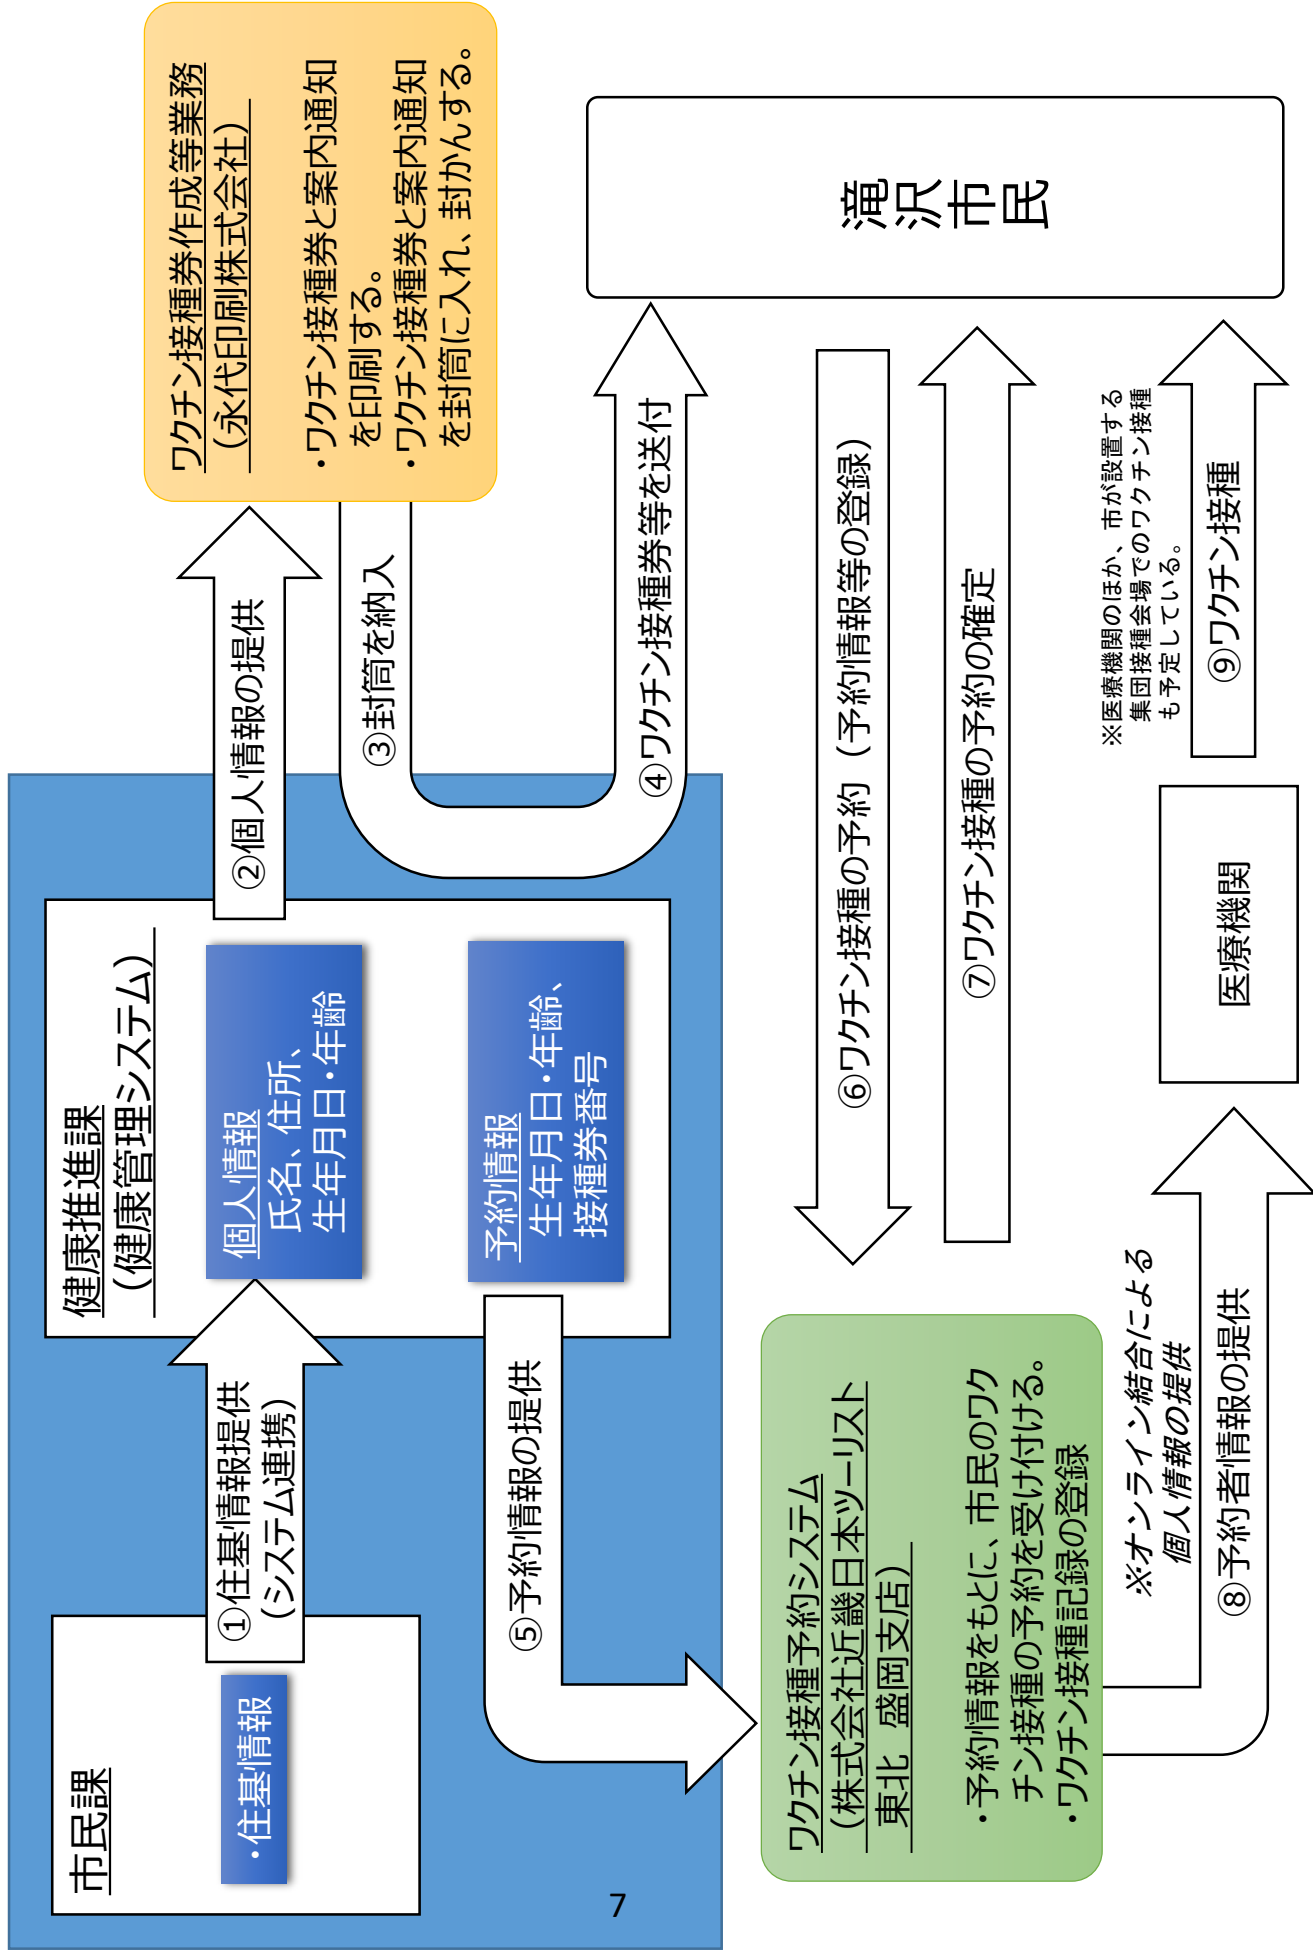 市民課
・住基情報
①住基情報提供
（システム連携）
健康推進課
（健康管理システム）
個人情報
氏名、住所、
生年月日・年齢
予約情報
生年月日・年齢、
接種券番号
②個人情報の提供
ワクチン接種券作成等業務
（永代印刷株式会社）
・ワクチン接種券と案内通知
を印刷する。
・ワクチン接種券と案内通知
を封筒に入れ、封かんする。
③封筒を納入
④ワクチン接種券等を送付
滝沢市民
⑤予約情報の提供
ワクチン接種予約システム
（株式会社近畿日本ツーリスト
東北　盛岡支店）
・予約情報をもとに、市民のワク
チン接種の予約を受け付ける。
・ワクチン接種記録の登録
⑥ワクチン接種の予約（予約情報等の登録）
⑦ワクチン接種の予約の確定
※オンライン結合による
個人情報の提供
⑧予約者情報の提供
医療機関
※医療機関のほか、市が設置する
集団接種会場でのワクチン接種
も予定している。
⑨ワクチン接種
7